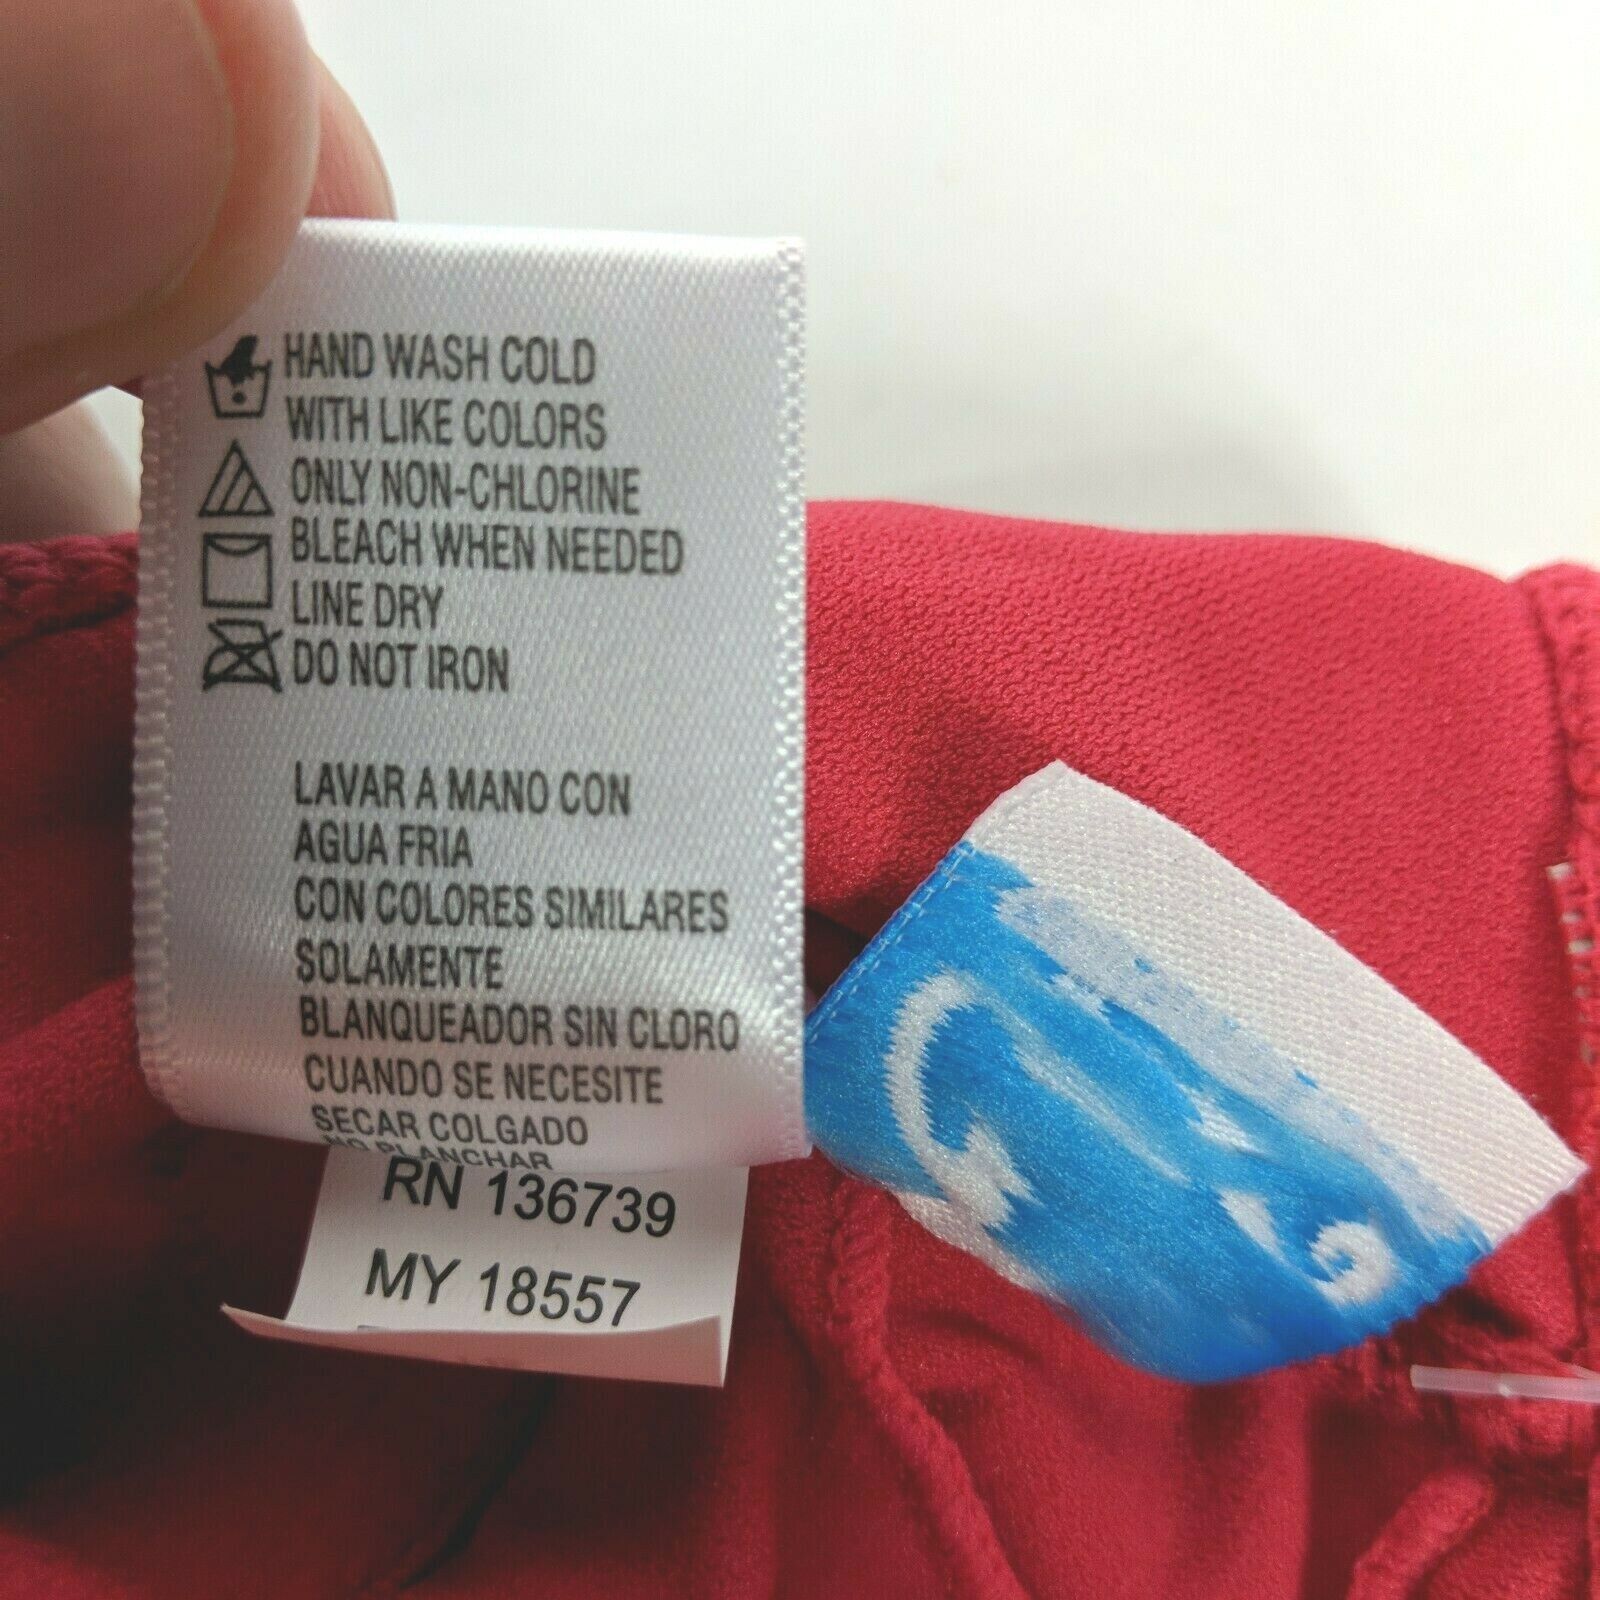 HAND WASH COLD
WITH LIKE COLORS
ONLY NON-CHLORINE
BLEACH WHEN NEEDED
LINE DRY
DO NOT IRON
LAVAR A MANO CON
AGUA FRIA
CON COLORES SIMILARES
SOLAMENTE
BLANQUEADOR SIN CLORO
CUANDO SE NECESITE
SECAR COLGADO
NO PLANCHAR
RN 136739
MY 18557